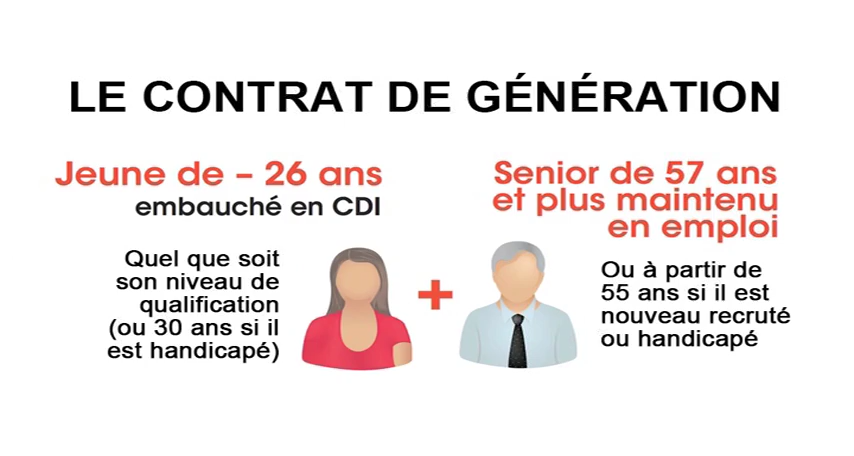 LE CONTRAT DE GÉNÉRATION
Jeune de – 26 ans
embauché en CDI
Quel que soit
son niveau de
qualification
(ou 30 ans si il
est handicapé)
+
Senior de 57 ans
et plus maintenu
en emploi
Ou à partir de
55 ans si il est
nouveau recruté
ou handicapé